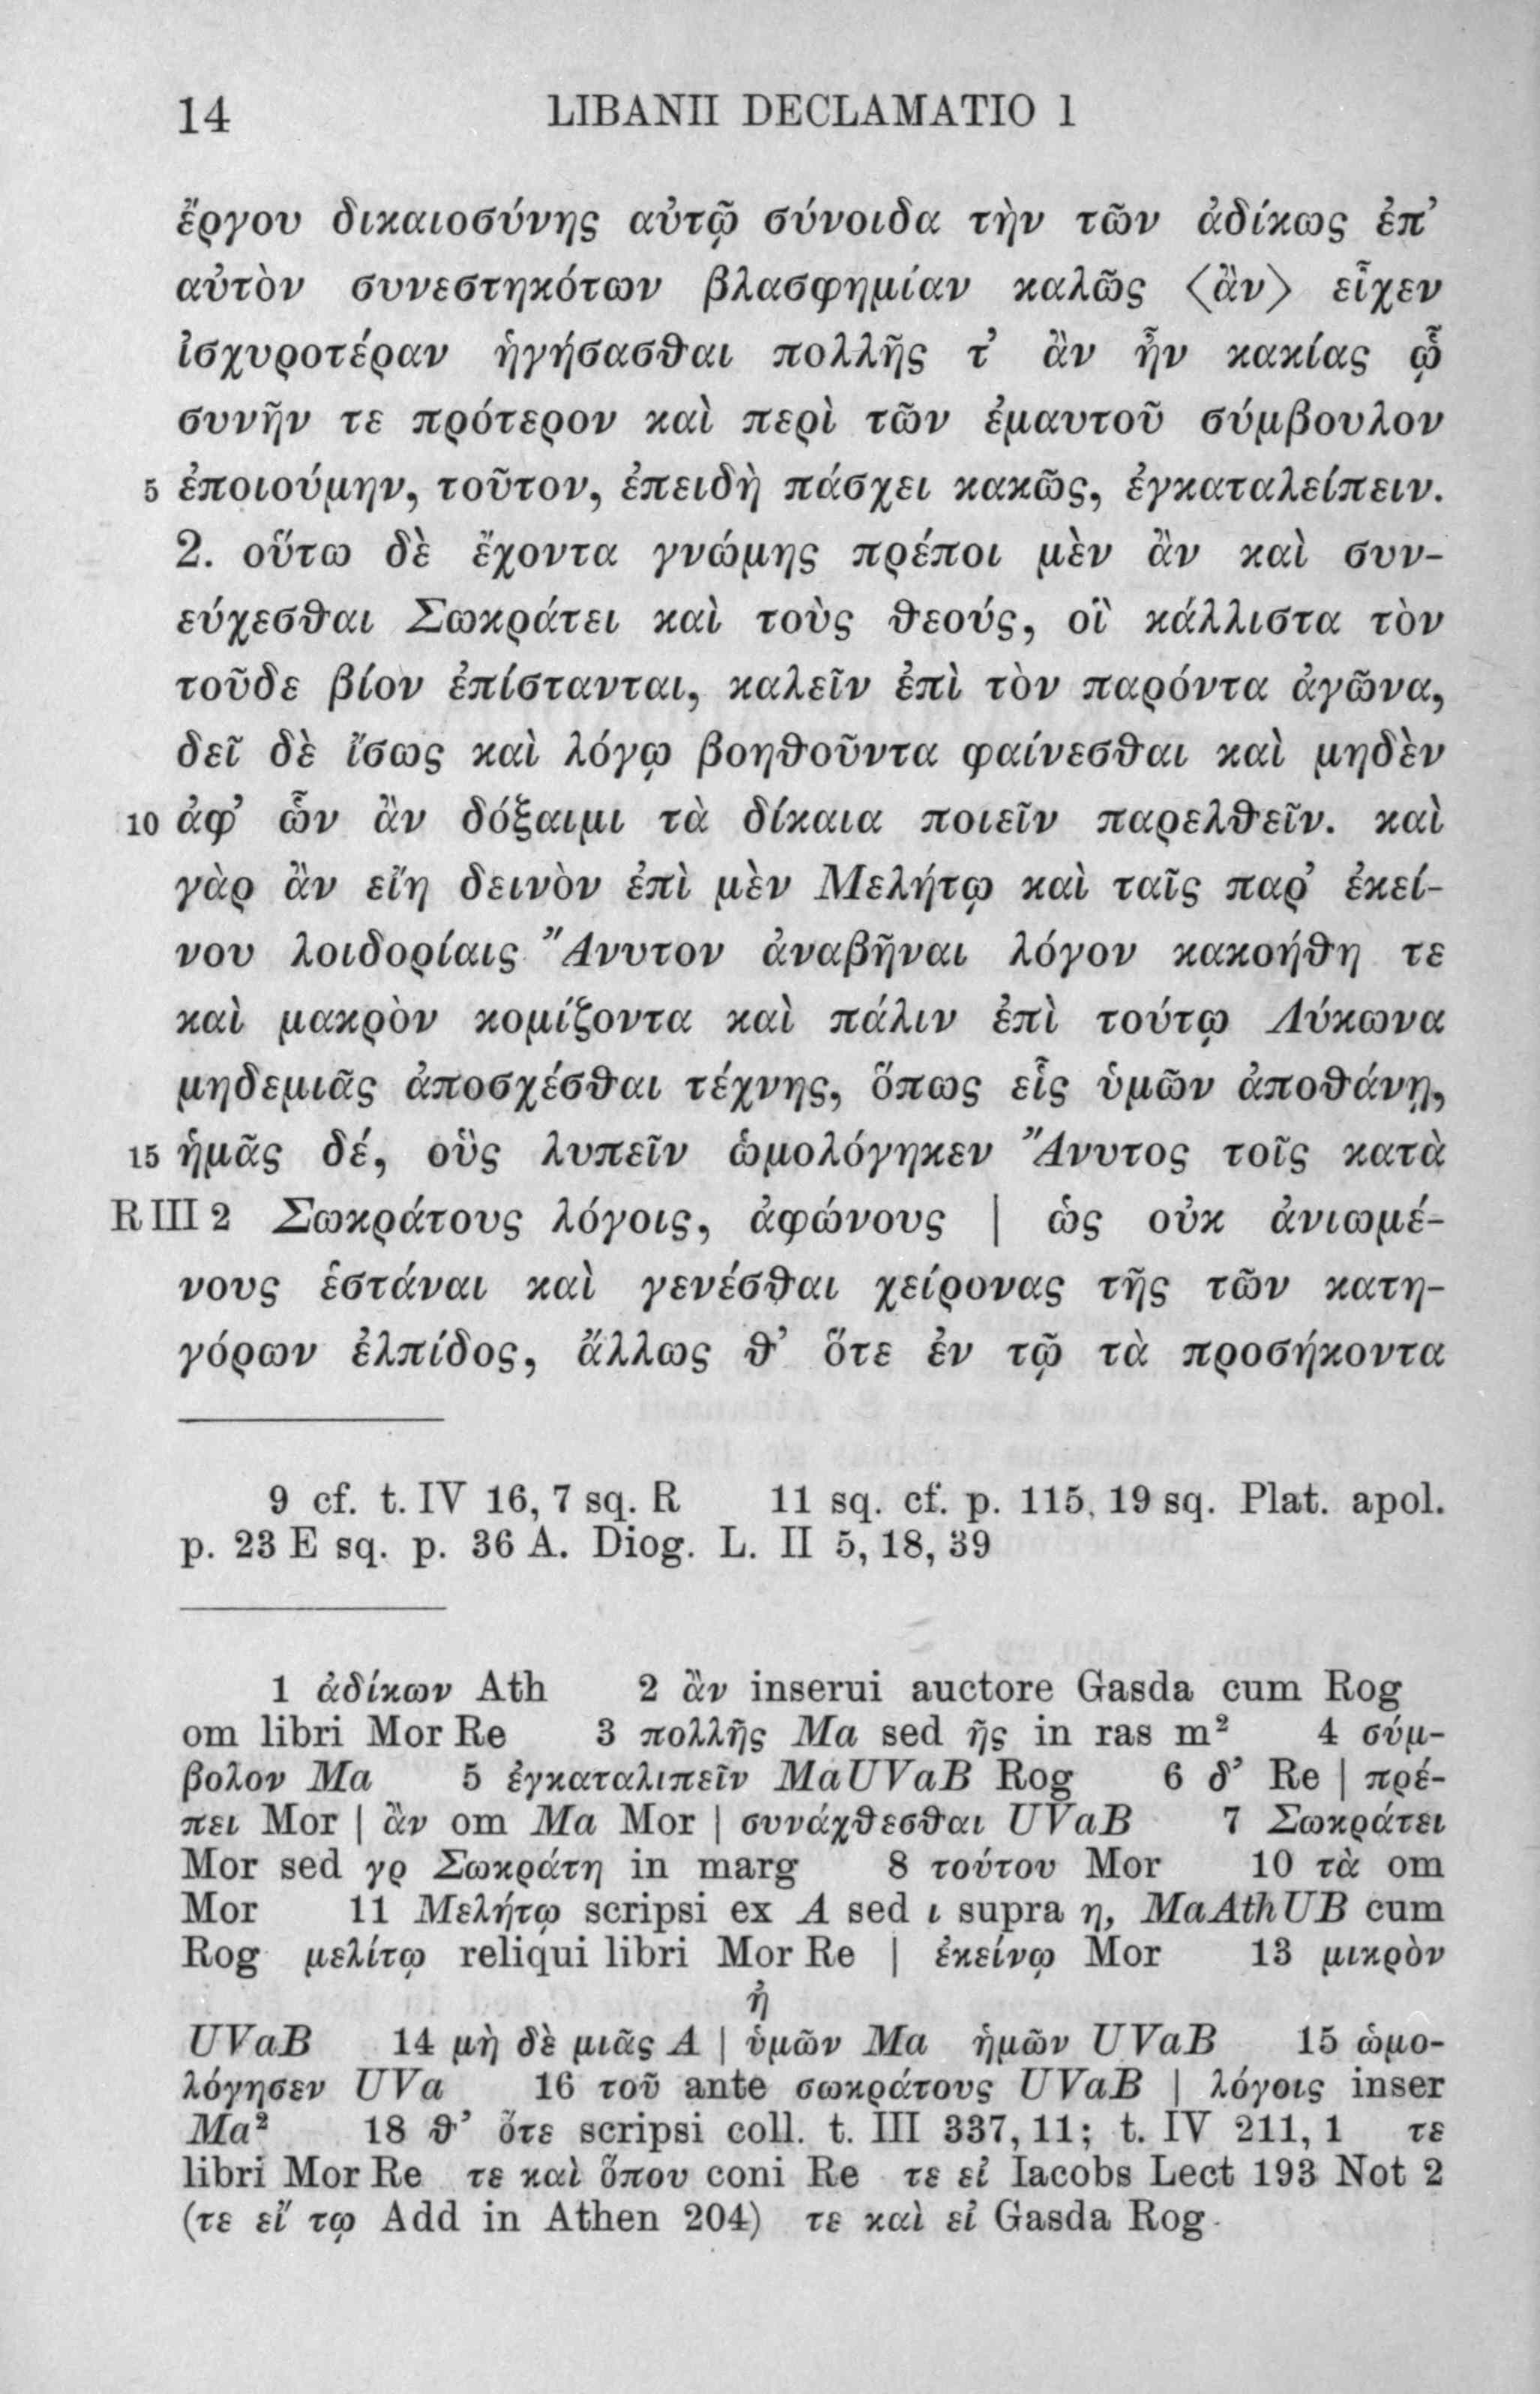 14 LIBANII DECLAMATIO 1
ἔργου δικαιοσύνης αὐτῷ σύνοιδα τὴν τῶν ἀδίκως ἐπ’
αὐτὸν συνεστηκότων βλασφημίαν καλῶς ⟨ἂν⟩ εἶχεν
ἰσχυροτέραν ἡγήσασθαι πολλῆς τ’ ἂν ἦν κακίας ᾧ
συνῆν τε πρότερον καὶ περὶ τῶν ἐμαυτοῦ σύμβουλον
5 ἐποιούμην, τοῦτον, ἐπειδὴ πάσχει κακῶς, ἐγκαταλείπειν.
2. οὕτω δὲ ἔχοντα γνώμης πρέποι μὲν ἂν καὶ συν-
εύχεσθαι Σωκράτει καὶ τοὺς θεούς, οἳ κάλλιστα τὸν
τοῦδε βίον ἐπίστανται, καλεῖν ἐπὶ τὸν παρόντα ἀγῶνα,
δεῖ δὲ ἴσως καὶ λόγῳ βοηθοῦντα φαίνεσθαι καὶ μηδὲν
10 ἀφ’ ὧν ἂν δόξαιμι τὰ δίκαια ποιεῖν παρελθεῖν. καὶ
γὰρ ἂν εἴη δεινὸν ἐπὶ μὲν Μελήτῳ καὶ ταῖς παρ’ ἐκεί-
νου λοιδορίαις Ἄνυτον ἀναβῆναι λόγον κακοήθη τε
καὶ μακρὸν κομίζοντα καὶ πάλιν ἐπὶ τούτῳ Λύκωνα
μηδεμιᾶς ἀποσχέσθαι τέχνης, ὅπως εἷς ὑμῶν ἀποθάνῃ,
15 ἡμᾶς δέ, οὓς λυπεῖν ὡμολόγηκεν Ἄνυτος τοῖς κατὰ
R III 2 Σωκράτους λόγοις, ἀφώνους | ὡς οὐκ ἀνιωμέ-
νους ἑστάναι καὶ γενέσθαι χείρονας τῆς τῶν κατη-
γόρων ἐλπίδος, ἄλλως θ’ ὅτε ἐν τῷ τὰ προσήκοντα
9 cf. t. IV 16, 7 sq. R 11 sq. cf. p. 115, 19 sq. Plat. apol.
p. 23 E sq. p. 36 A. Diog. L. II 5, 18, 39
1 ἀδίκων Ath 2 ἂν inserui auctore Gasda cum Rog
om libri Mor Re 3 πολλῆς Ma sed ῆς in ras m² 4 σύμ-
βολον Ma 5 ἐγκαταλιπεῖν MaUVaB Rog 6 δ’ Re | πρέ-
πει Mor | ἂν om Ma Mor | συνάχθεσθαι UVaB 7 Σωκράτει
Mor sed γρ Σωκράτη in marg 8 τούτου Mor 10 τὰ om
Mor 11 Μελήτῳ scripsi ex A sed ι supra η, MaAthUB cum
Rog μελίτῳ reliqui libri Mor Re | ἐκείνῳ Mor 13 μικρὸν
ἡ
UVaB 14 μὴ δὲ μιᾶς A | ὑμῶν Ma ἡμῶν UVaB 15 ὡμο-
λόγησεν UVa 16 τοῦ ante σωκράτους UVaB | λόγοις inser
Ma² 18 θ’ ὅτε scripsi coll. t. III 337, 11; t. IV 211, 1 τε
libri Mor Re τε καὶ ὅπου coni Re τε εἰ Iacobs Lect 193 Not 2
(τε εἴ τῳ Add in Athen 204) τε καὶ εἰ Gasda Rog